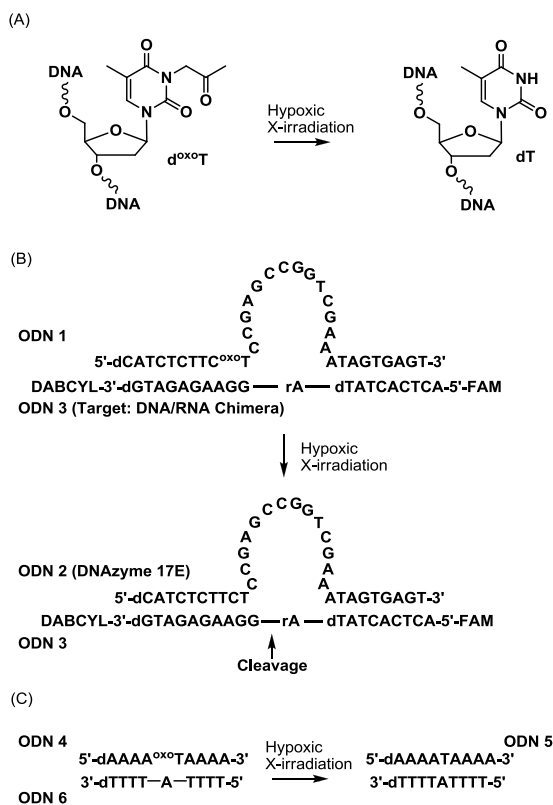 (A)
DNA
O
O
N
O
O
N
O
O
O
DNA
d^oxoT
Hypoxic
X-irradiation
DNA
O
O
NH
N
O
O
O
DNA
dT
(B)
CCGAGCCGGTCGAA
ODN 1
5'-dCATCTCTTC^oxoT
ATAGTGAGT-3'
DABCYL-3'-dGTAGAGAAGG — rA — dTATCACTCA-5'-FAM
ODN 3 (Target: DNA/RNA Chimera)
Hypoxic
X-irradiation
CCGAGCCGGTCGAA
ODN 2 (DNAzyme 17E)
5'-dCATCTCTTCT
ATAGTGAGT-3'
DABCYL-3'-dGTAGAGAAGG — rA — dTATCACTCA-5'-FAM
ODN 3
Cleavage
(C)
ODN 4
5'-dAAAA^oxoTAAAA-3'
3'-dTTTT—A—TTTT-5'
ODN 6
Hypoxic
X-irradiation
ODN 5
5'-dAAAATAAAA-3'
3'-dTTTTATTTT-5'